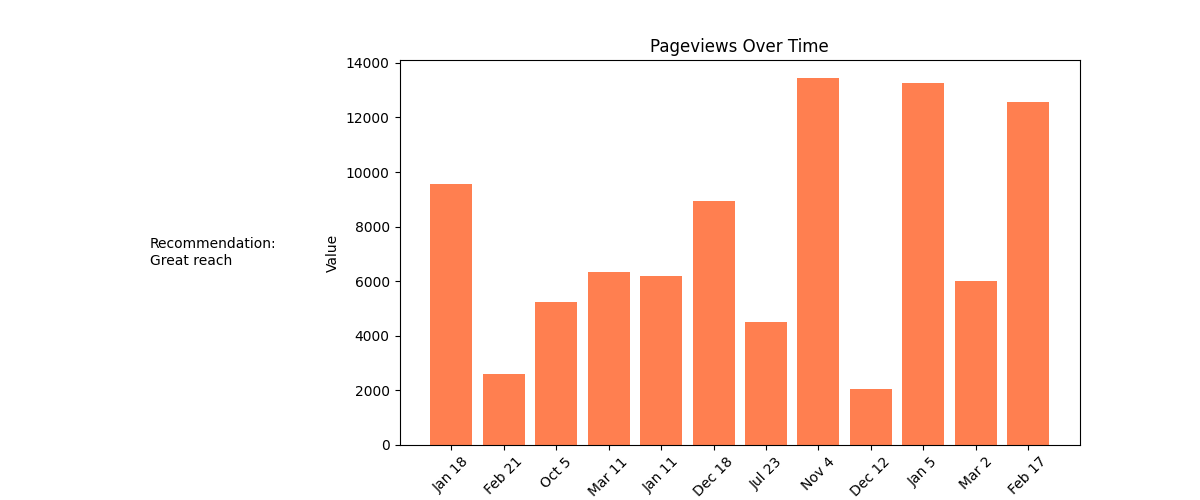 Pageviews Over Time
14000
12000
10000
8000
6000
4000
2000
0
Value
Recommendation:
Great reach
Jan 18
Feb 21
Oct 5
Mar 11
Jan 11
Dec 18
Jul 23
Nov 4
Dec 12
Jan 5
Mar 2
Feb 17